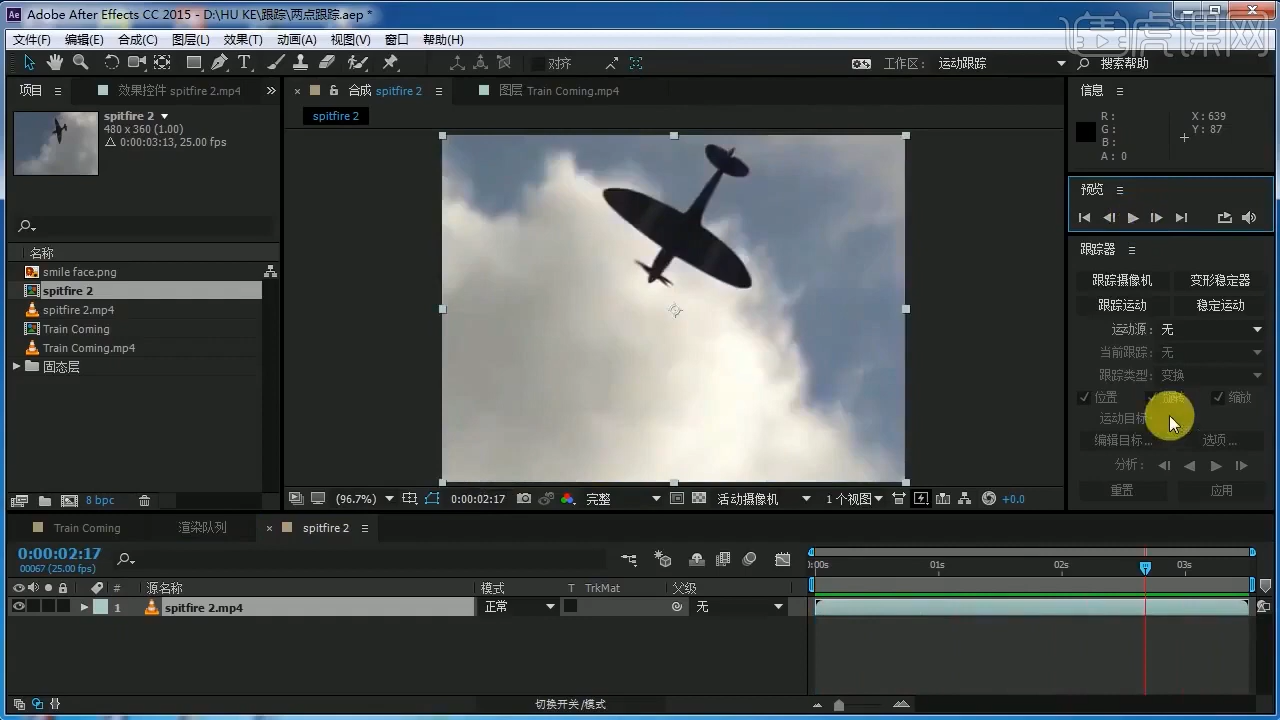 Adobe After Effects CC 2015 - D:\HU KE\跟踪\两点跟踪.aep *
虎课网
文件(F) 编辑(E) 合成(C) 图层(L) 效果(T) 动画(A) 视图(V) 窗口 帮助(H)
对齐 工作区: 运动跟踪 搜索帮助
项目 效果控件 spitfire 2.mp4 »
spitfire 2
480 x 360 (1.00)
Δ 0:00:03:13, 25.00 fps
名称
smile face.png
spitfire 2
spitfire 2.mp4
Train Coming
Train Coming.mp4
固态层
8 bpc
× 合成 spitfire 2 图层 Train Coming.mp4
spitfire 2
(96.7%) 0:00:02:17 完整 活动摄像机 1 个视图 +0.0
信息
R: X: 639
G: Y: 87
B:
A: 0
预览
跟踪器
跟踪摄像机 变形稳定器
跟踪运动 稳定运动
运动源: 无
当前跟踪: 无
跟踪类型: 变换
位置 旋转 缩放
运动目标
编辑目标... 选项...
分析:
重置 应用
Train Coming 渲染队列 × spitfire 2
0:00:02:17
00067 (25.00 fps)
:00s 01s 02s 03s
# 源名称 模式 T TrkMat 父级
1 spitfire 2.mp4 正常 无
切换开关/模式